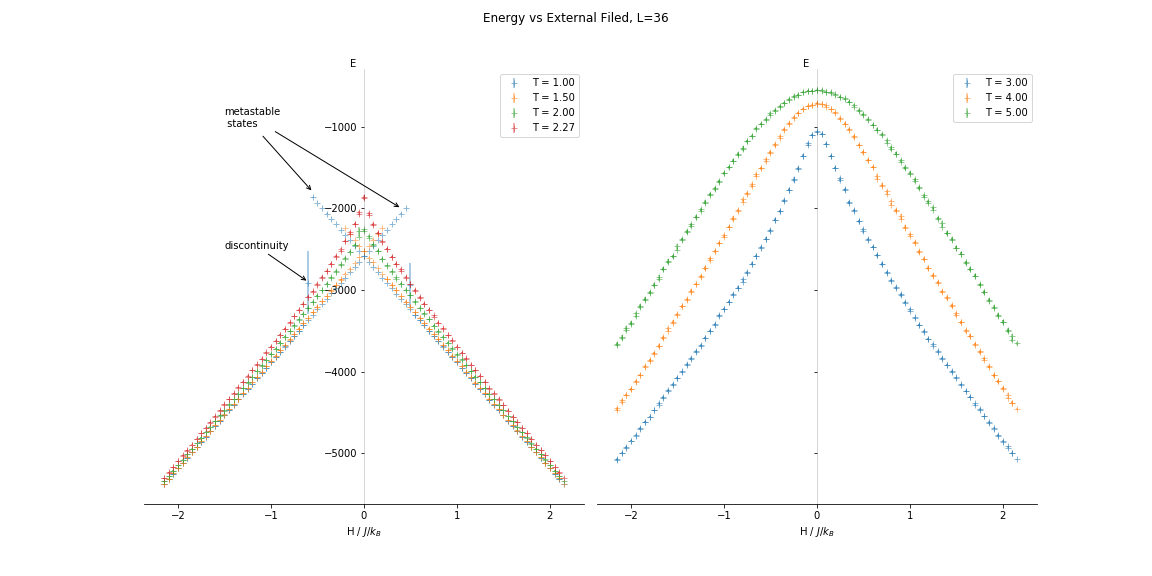 Energy vs External Filed, L=36
E
T = 1.00
T = 1.50
T = 2.00
T = 2.27
metastable
states
discontinuity
−1000
−2000
−3000
−4000
−5000
−2
−1
0
1
2
H / J/k_B
E
T = 3.00
T = 4.00
T = 5.00
−2
−1
0
1
2
H / J/k_B